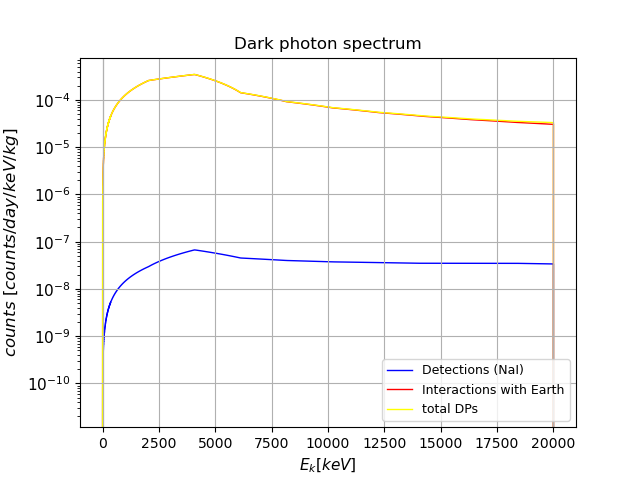 Dark photon spectrum
counts [counts/day/keV/kg]
10⁻⁴
10⁻⁵
10⁻⁶
10⁻⁷
10⁻⁸
10⁻⁹
10⁻¹⁰
Detections (NaI)
Interactions with Earth
total DPs
0 2500 5000 7500 10000 12500 15000 17500 20000
Eₖ[keV]